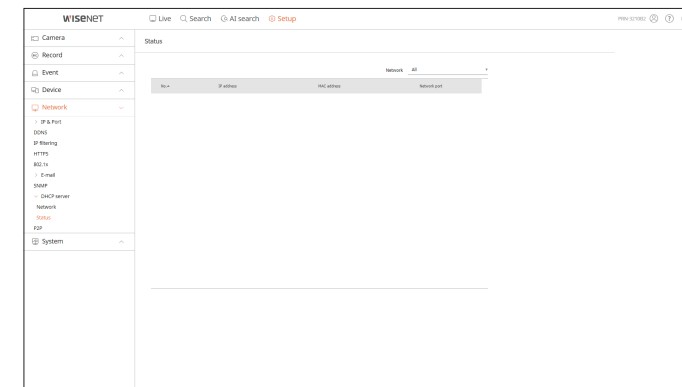 WISENET
Live Search AI search Setup
PRN-3210B2
Camera
Record
Event
Device
Network
IP & Port
DDNS
IP filtering
HTTPS
802.1x
E-mail
SNMP
DHCP server
Network
Status
P2P
System
Status
Network All
No. IP address MAC address Network port